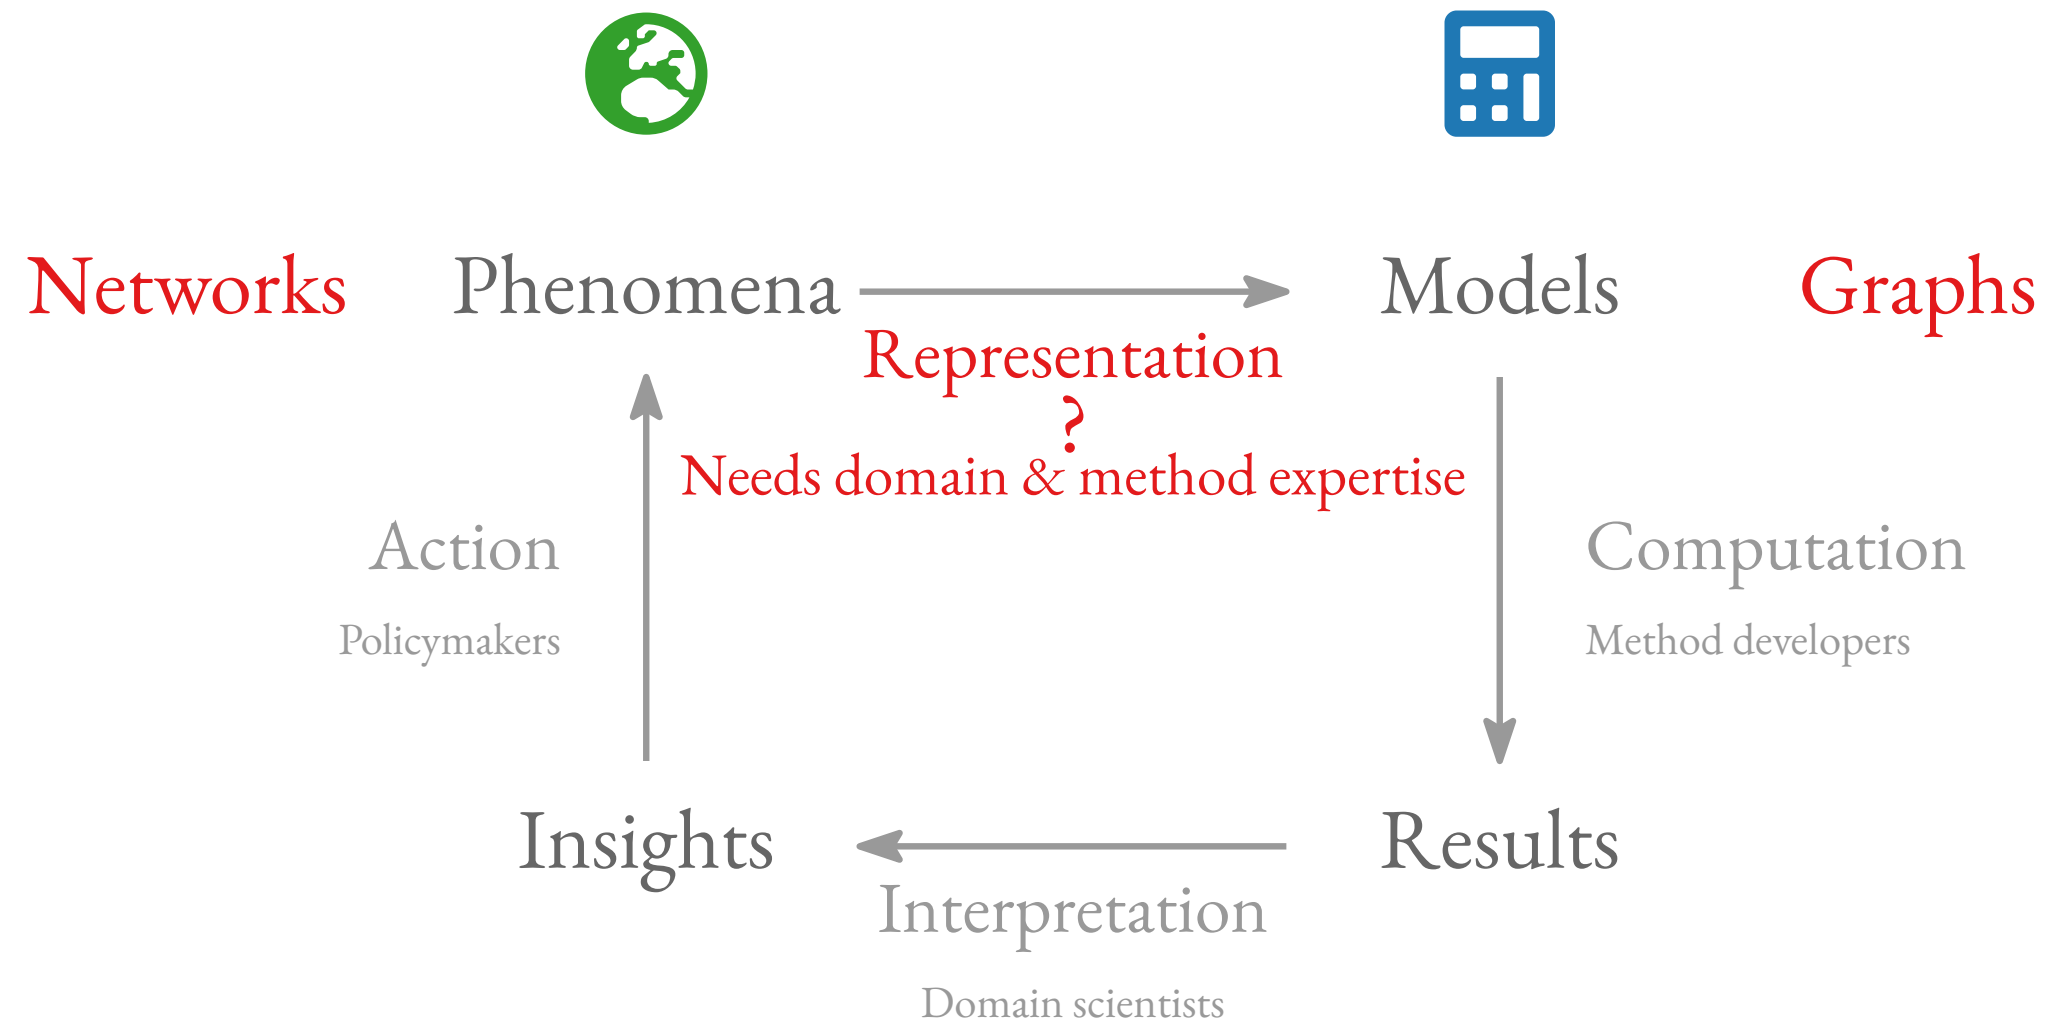 Networks
Phenomena
Models
Graphs
Representation
?
Needs domain & method expertise
Action
Computation
Policymakers
Method developers
Insights
Results
Interpretation
Domain scientists